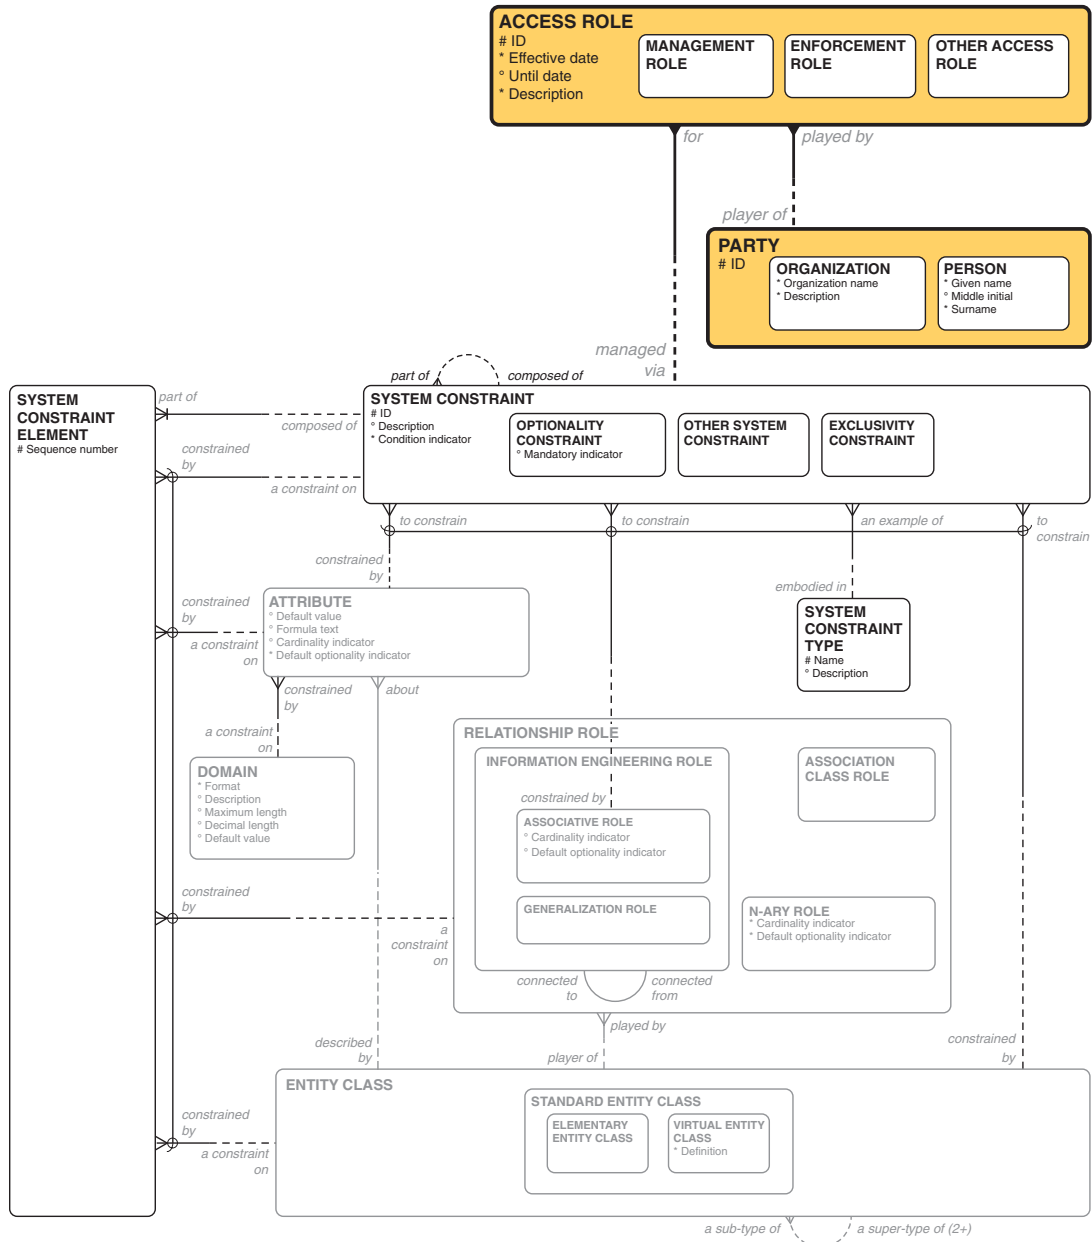 ACCESS ROLE
# ID
* Effective date
° Until date
* Description
MANAGEMENT
ROLE
ENFORCEMENT
ROLE
OTHER ACCESS
ROLE
for
played by
player of
PARTY
# ID
ORGANIZATION
* Organization name
* Description
PERSON
* Given name
° Middle initial
* Surname
managed
via
part of
composed of
SYSTEM
CONSTRAINT
ELEMENT
# Sequence number
part of
composed of
constrained
by
a constraint on
SYSTEM CONSTRAINT
# ID
° Description
* Condition indicator
OPTIONALITY
CONSTRAINT
° Mandatory indicator
OTHER SYSTEM
CONSTRAINT
EXCLUSIVITY
CONSTRAINT
to constrain
to constrain
an example of
to
constrain
constrained
by
embodied in
SYSTEM
CONSTRAINT
TYPE
# Name
° Description
constrained
by
a constraint
on
ATTRIBUTE
° Default value
° Formula text
° Cardinality indicator
* Default optionality indicator
constrained
by
about
a constraint
on
DOMAIN
* Format
° Description
° Maximum length
° Decimal length
° Default value
RELATIONSHIP ROLE
INFORMATION ENGINEERING ROLE
constrained by
ASSOCIATIVE ROLE
° Cardinality indicator
° Default optionality indicator
GENERALIZATION ROLE
ASSOCIATION
CLASS ROLE
N-ARY ROLE
* Cardinality indicator
* Default optionality indicator
constrained
by
a
constraint
on
connected
to
connected
from
played by
player of
described
by
constrained
by
ENTITY CLASS
STANDARD ENTITY CLASS
ELEMENTARY
ENTITY CLASS
VIRTUAL ENTITY
CLASS
* Definition
constrained
by
a constraint
on
a sub-type of
a super-type of (2+)